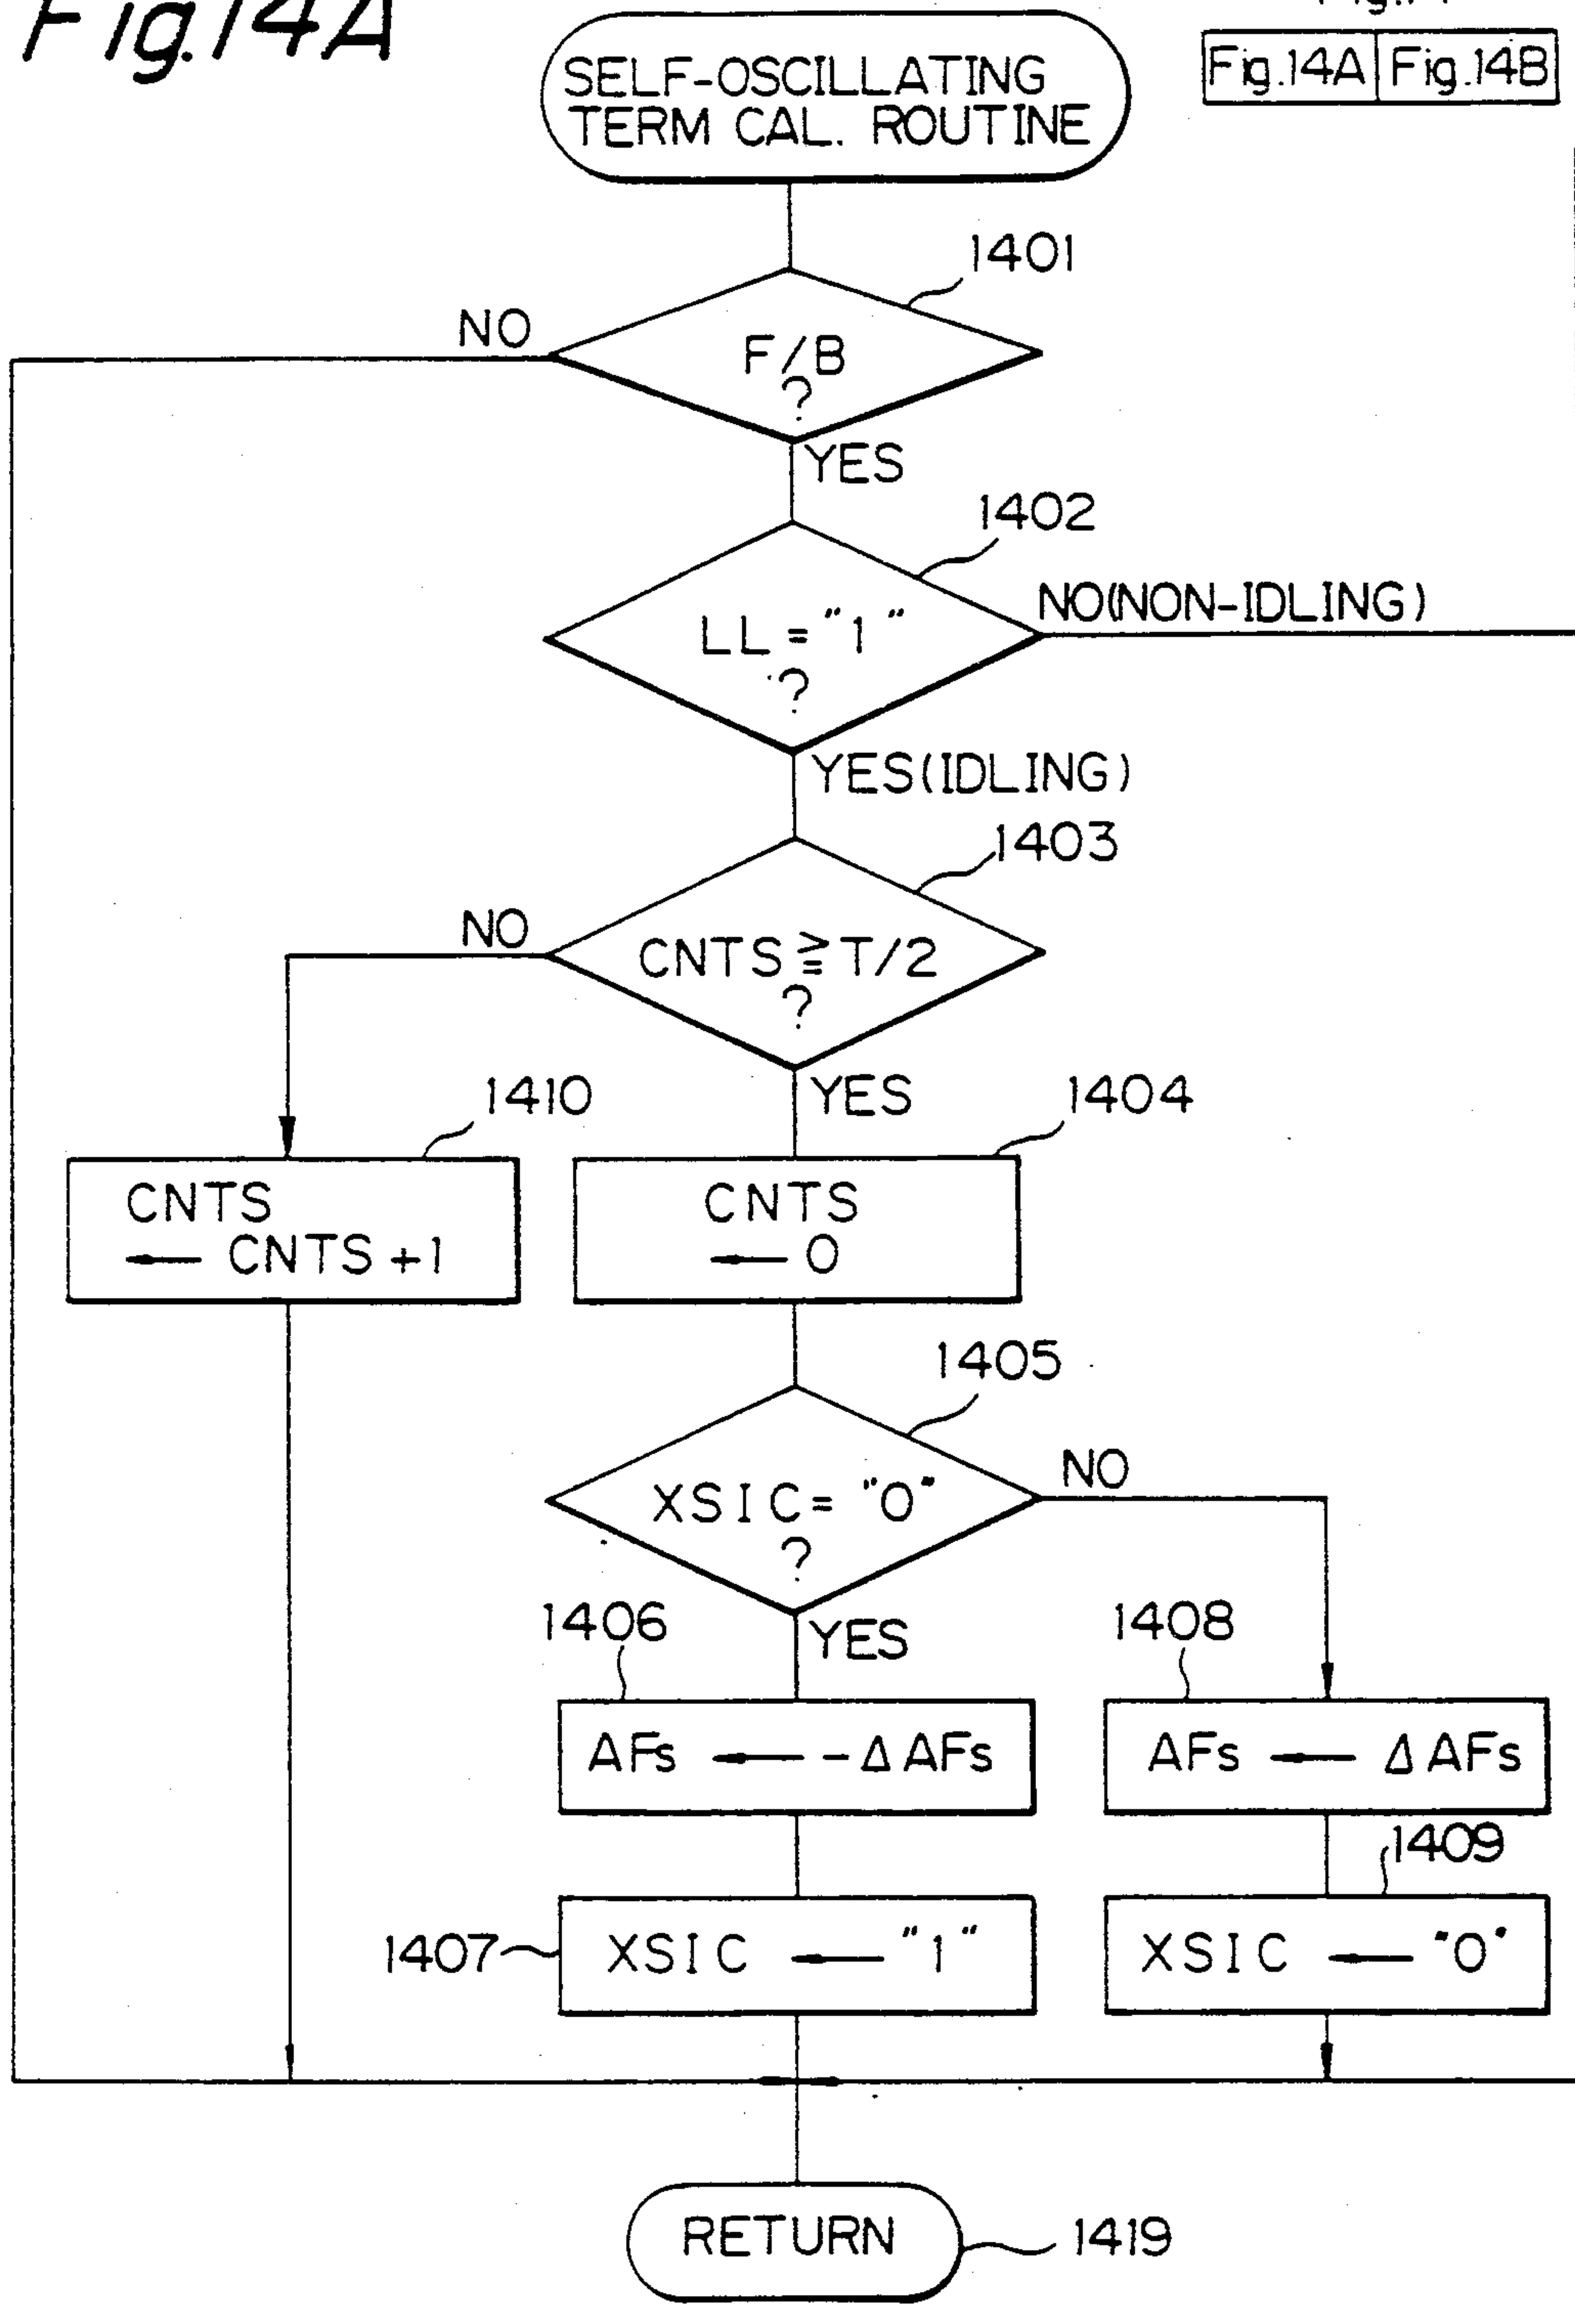 Fig.14A
Fig.14A Fig.14B
SELF-OSCILLATING
TERM CAL. ROUTINE
1401
NO
F/B
?
YES
1402
NO(NON-IDLING)
LL = "1"
?
YES(IDLING)
1403
NO
CNTS ≧ T/2
?
YES
1410
1404
CNTS
← CNTS +1
CNTS
← 0
1405
NO
XSIC = "0"
?
YES
1406
1408
AFs ← -ΔAFs
AFs ← ΔAFs
1409
1407
XSIC ← "1"
XSIC ← "0"
RETURN
1419